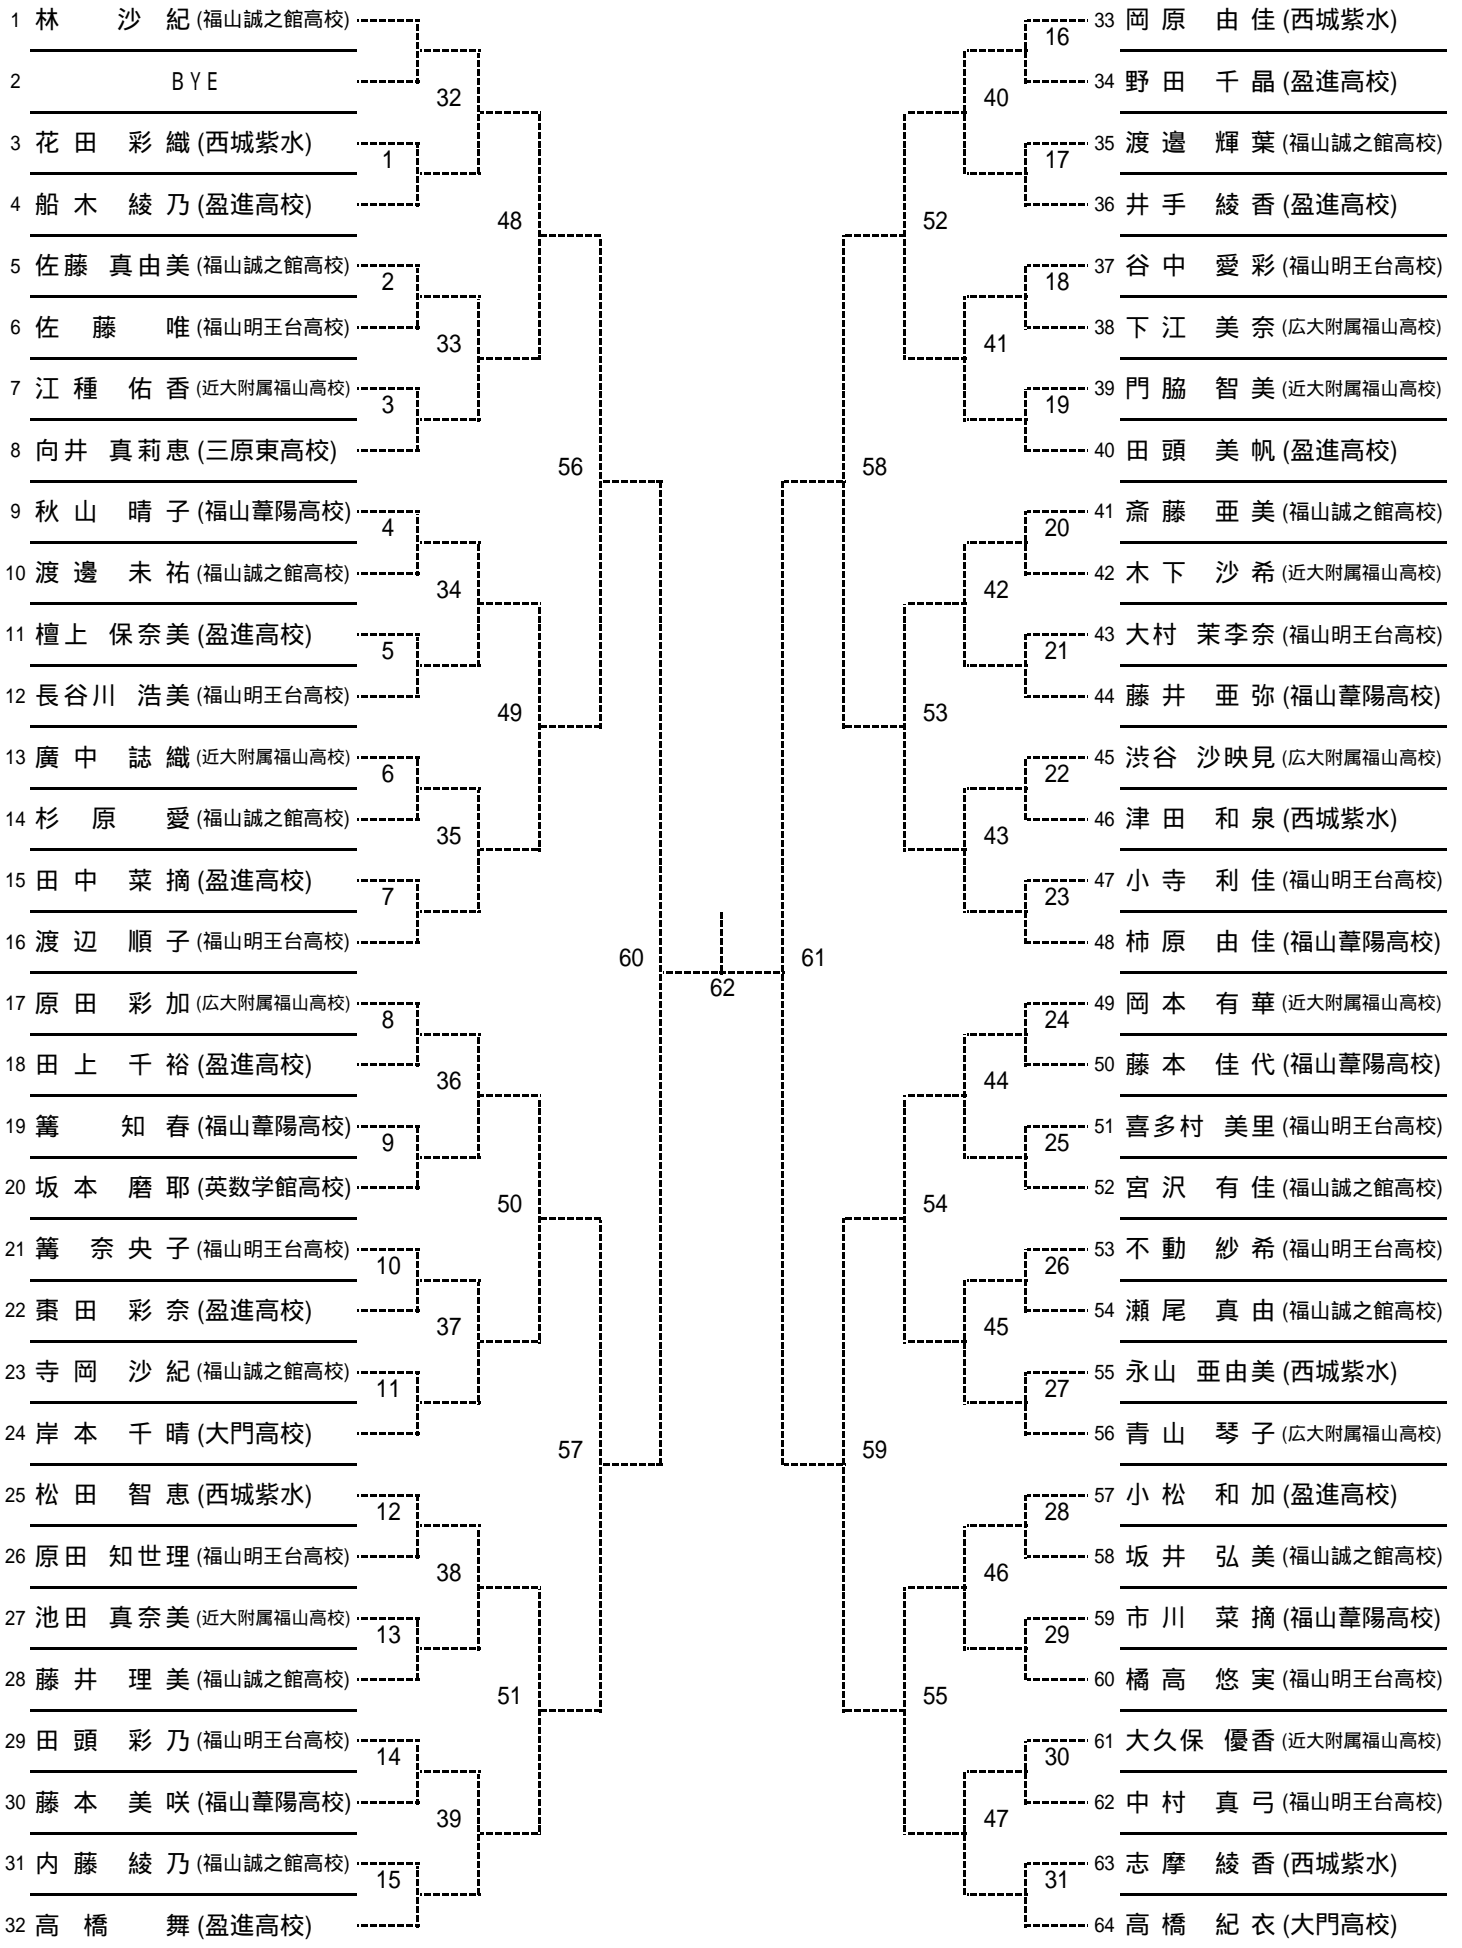 1 林 沙 紀 (福山誠之館高校)
2 BYE
3 花 田 彩 織 (西城紫水)
4 船 木 綾 乃 (盈進高校)
5 佐藤 真由美 (福山誠之館高校)
6 佐 藤 唯 (福山明王台高校)
7 江 種 佑 香 (近大附属福山高校)
8 向井 真莉恵 (三原東高校)
9 秋 山 晴 子 (福山葦陽高校)
10 渡 邊 未 祐 (福山誠之館高校)
11 檀上 保奈美 (盈進高校)
12 長谷川 浩美 (福山明王台高校)
13 廣 中 誌 織 (近大附属福山高校)
14 杉 原 愛 (福山誠之館高校)
15 田 中 菜 摘 (盈進高校)
16 渡 辺 順 子 (福山明王台高校)
17 原 田 彩 加 (広大附属福山高校)
18 田 上 千 裕 (盈進高校)
19 篝 知 春 (福山葦陽高校)
20 坂 本 磨 耶 (英数学館高校)
21 篝 奈 央 子 (福山明王台高校)
22 棗 田 彩 奈 (盈進高校)
23 寺 岡 沙 紀 (福山誠之館高校)
24 岸 本 千 晴 (大門高校)
25 松 田 智 恵 (西城紫水)
26 原田 知世理 (福山明王台高校)
27 池田 真奈美 (近大附属福山高校)
28 藤 井 理 美 (福山誠之館高校)
29 田 頭 彩 乃 (福山明王台高校)
30 藤 本 美 咲 (福山葦陽高校)
31 内 藤 綾 乃 (福山誠之館高校)
32 高 橋 舞 (盈進高校)
1
2
3
4
5
6
7
8
9
10
11
12
13
14
15
32
33
34
35
36
37
38
39
48
49
50
51
56
57
60
62
61
58
59
52
53
54
55
40
41
42
43
44
45
46
47
16
17
18
19
20
21
22
23
24
25
26
27
28
29
30
31
33 岡 原 由 佳 (西城紫水)
34 野 田 千 晶 (盈進高校)
35 渡 邉 輝 葉 (福山誠之館高校)
36 井 手 綾 香 (盈進高校)
37 谷 中 愛 彩 (福山明王台高校)
38 下 江 美 奈 (広大附属福山高校)
39 門 脇 智 美 (近大附属福山高校)
40 田 頭 美 帆 (盈進高校)
41 斎 藤 亜 美 (福山誠之館高校)
42 木 下 沙 希 (近大附属福山高校)
43 大村 茉李奈 (福山明王台高校)
44 藤 井 亜 弥 (福山葦陽高校)
45 渋谷 沙映見 (広大附属福山高校)
46 津 田 和 泉 (西城紫水)
47 小 寺 利 佳 (福山明王台高校)
48 柿 原 由 佳 (福山葦陽高校)
49 岡 本 有 華 (近大附属福山高校)
50 藤 本 佳 代 (福山葦陽高校)
51 喜多村 美里 (福山明王台高校)
52 宮 沢 有 佳 (福山誠之館高校)
53 不 動 紗 希 (福山明王台高校)
54 瀬 尾 真 由 (福山誠之館高校)
55 永山 亜由美 (西城紫水)
56 青 山 琴 子 (広大附属福山高校)
57 小 松 和 加 (盈進高校)
58 坂 井 弘 美 (福山誠之館高校)
59 市 川 菜 摘 (福山葦陽高校)
60 橘 高 悠 実 (福山明王台高校)
61 大久保 優香 (近大附属福山高校)
62 中 村 真 弓 (福山明王台高校)
63 志 摩 綾 香 (西城紫水)
64 高 橋 紀 衣 (大門高校)